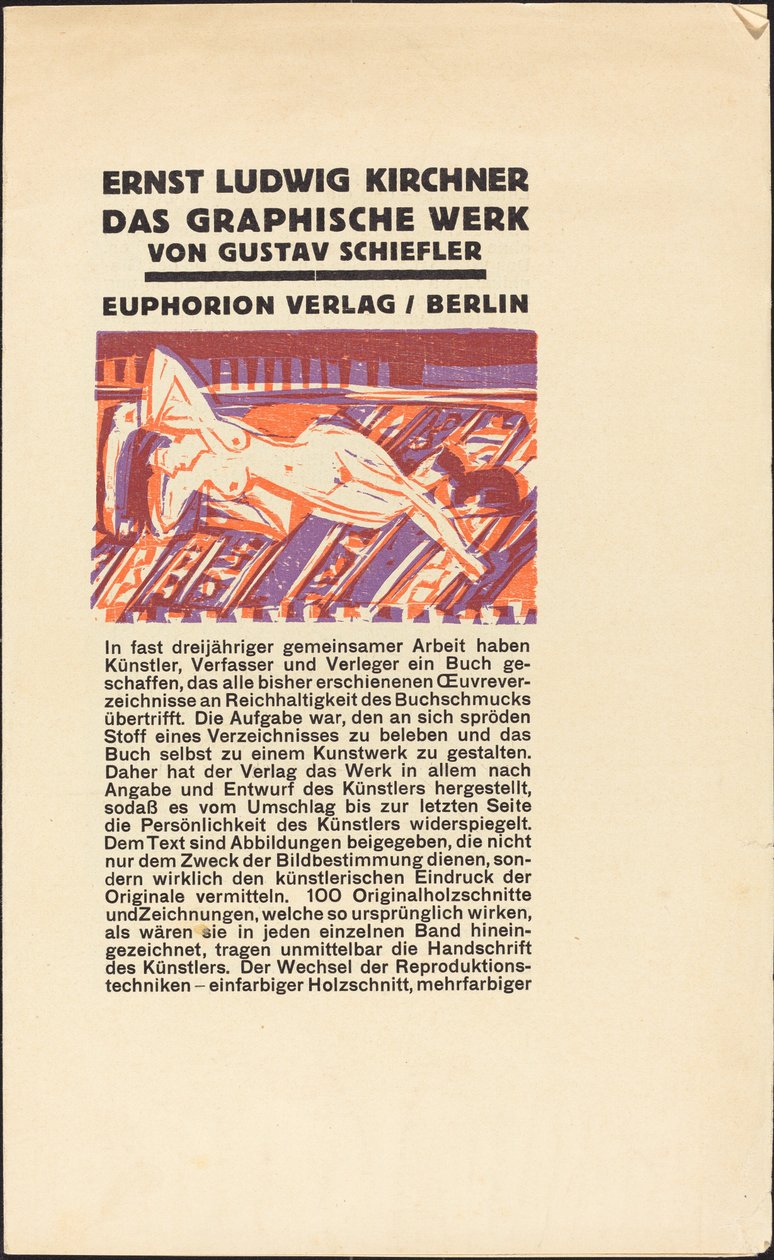 ERNST LUDWIG KIRCHNER
DAS GRAPHISCHE WERK
VON GUSTAV SCHIEFLER
EUPHORION VERLAG / BERLIN
In fast dreijähriger gemeinsamer Arbeit haben
Künstler, Verfasser und Verleger ein Buch ge-
schaffen, das alle bisher erschienenen Œuvrever-
zeichnisse an Reichhaltigkeit des Buchschmucks
übertrifft. Die Aufgabe war, den an sich spröden
Stoff eines Verzeichnisses zu beleben und das
Buch selbst zu einem Kunstwerk zu gestalten.
Daher hat der Verlag das Werk in allem nach
Angabe und Entwurf des Künstlers hergestellt,
sodaß es vom Umschlag bis zur letzten Seite
die Persönlichkeit des Künstlers widerspiegelt.
Dem Text sind Abbildungen beigegeben, die nicht
nur dem Zweck der Bildbestimmung dienen, son-
dern wirklich den künstlerischen Eindruck der
Originale vermitteln. 100 Originalholzschnitte
undZeichnungen, welche so ursprünglich wirken,
als wären sie in jeden einzelnen Band hinein-
gezeichnet, tragen unmittelbar die Handschrift
des Künstlers. Der Wechsel der Reproduktions-
techniken – einfarbiger Holzschnitt, mehrfarbiger